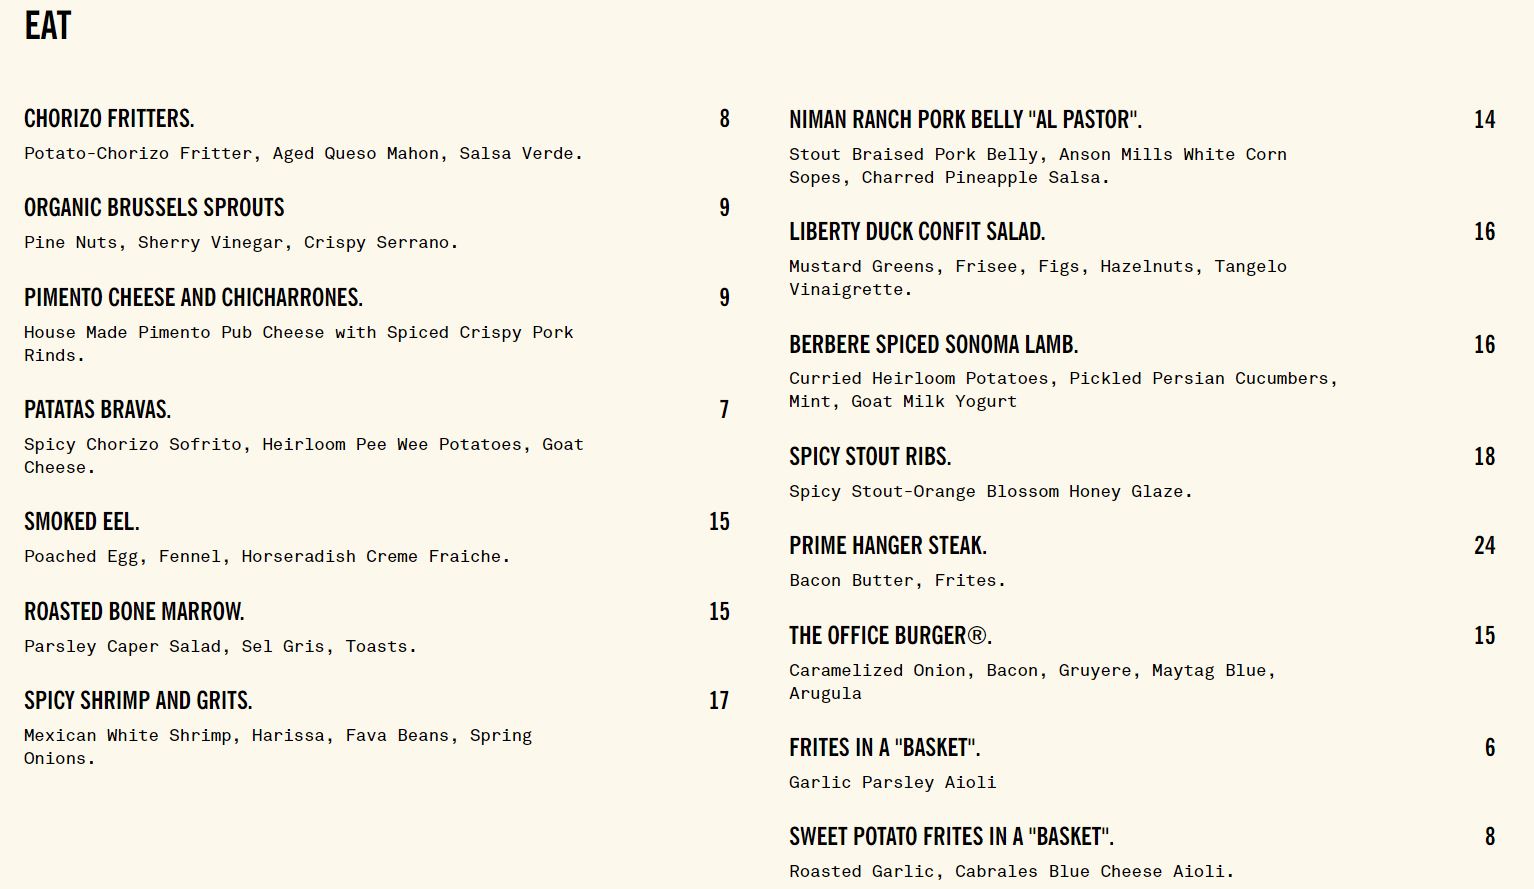 EAT
CHORIZO FRITTERS. 8
Potato-Chorizo Fritter, Aged Queso Mahon, Salsa Verde.
ORGANIC BRUSSELS SPROUTS 9
Pine Nuts, Sherry Vinegar, Crispy Serrano.
PIMENTO CHEESE AND CHICHARRONES. 9
House Made Pimento Pub Cheese with Spiced Crispy Pork
Rinds.
PATATAS BRAVAS. 7
Spicy Chorizo Sofrito, Heirloom Pee Wee Potatoes, Goat
Cheese.
SMOKED EEL. 15
Poached Egg, Fennel, Horseradish Creme Fraiche.
ROASTED BONE MARROW. 15
Parsley Caper Salad, Sel Gris, Toasts.
SPICY SHRIMP AND GRITS. 17
Mexican White Shrimp, Harissa, Fava Beans, Spring
Onions.
NIMAN RANCH PORK BELLY "AL PASTOR". 14
Stout Braised Pork Belly, Anson Mills White Corn
Sopes, Charred Pineapple Salsa.
LIBERTY DUCK CONFIT SALAD. 16
Mustard Greens, Frisee, Figs, Hazelnuts, Tangelo
Vinaigrette.
BERBERE SPICED SONOMA LAMB. 16
Curried Heirloom Potatoes, Pickled Persian Cucumbers,
Mint, Goat Milk Yogurt
SPICY STOUT RIBS. 18
Spicy Stout-Orange Blossom Honey Glaze.
PRIME HANGER STEAK. 24
Bacon Butter, Frites.
THE OFFICE BURGER®. 15
Caramelized Onion, Bacon, Gruyere, Maytag Blue,
Arugula
FRITES IN A "BASKET". 6
Garlic Parsley Aioli
SWEET POTATO FRITES IN A "BASKET". 8
Roasted Garlic, Cabrales Blue Cheese Aioli.